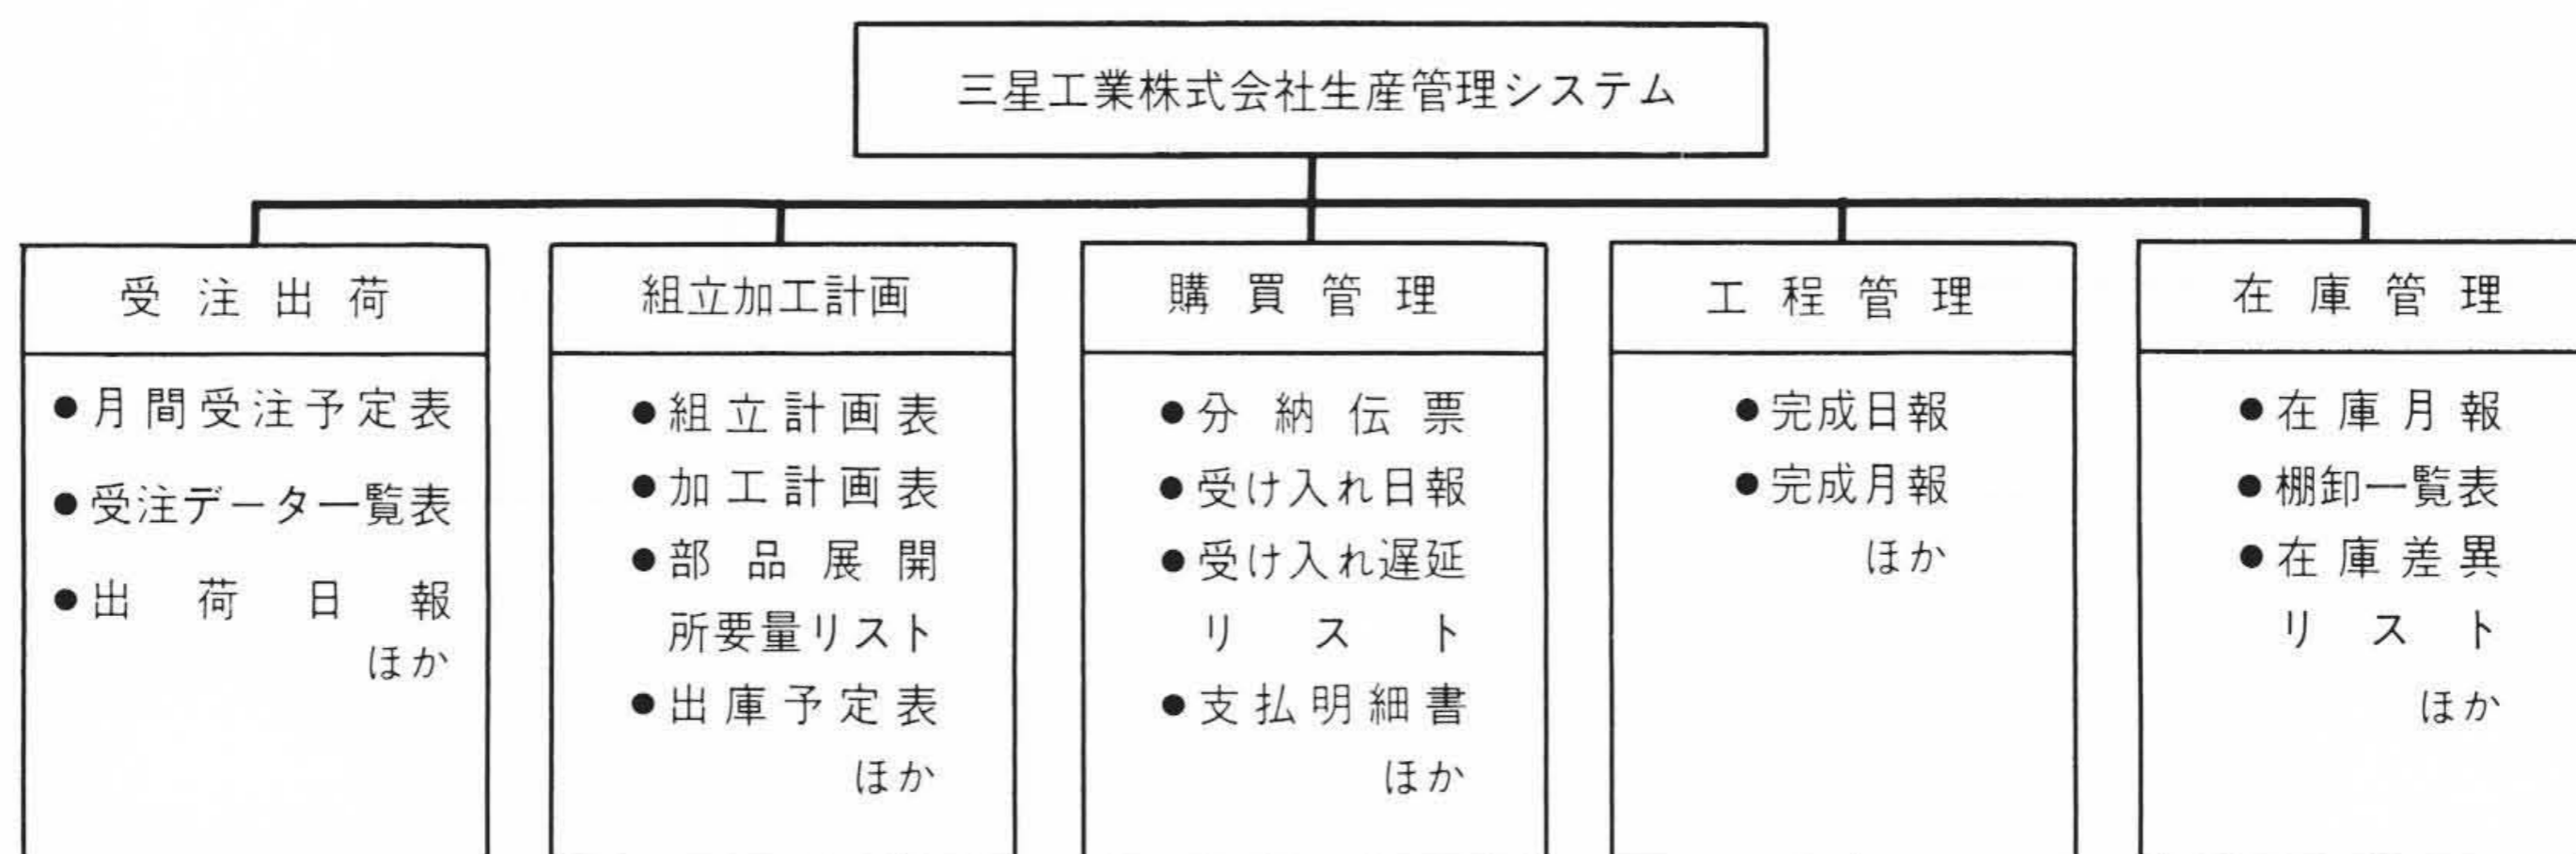 三星工業株式会社生産管理システム
受注出荷
●月間受注予定表
●受注データ一覧表
●出荷日報
ほか
組立加工計画
●組立計画表
●加工計画表
●部品展開
所要量リスト
●出庫予定表
ほか
購買管理
●分納伝票
●受け入れ日報
●受け入れ遅延
リスト
●支払明細書
ほか
工程管理
●完成日報
●完成月報
ほか
在庫管理
●在庫月報
●棚卸一覧表
●在庫差異
リスト
ほか